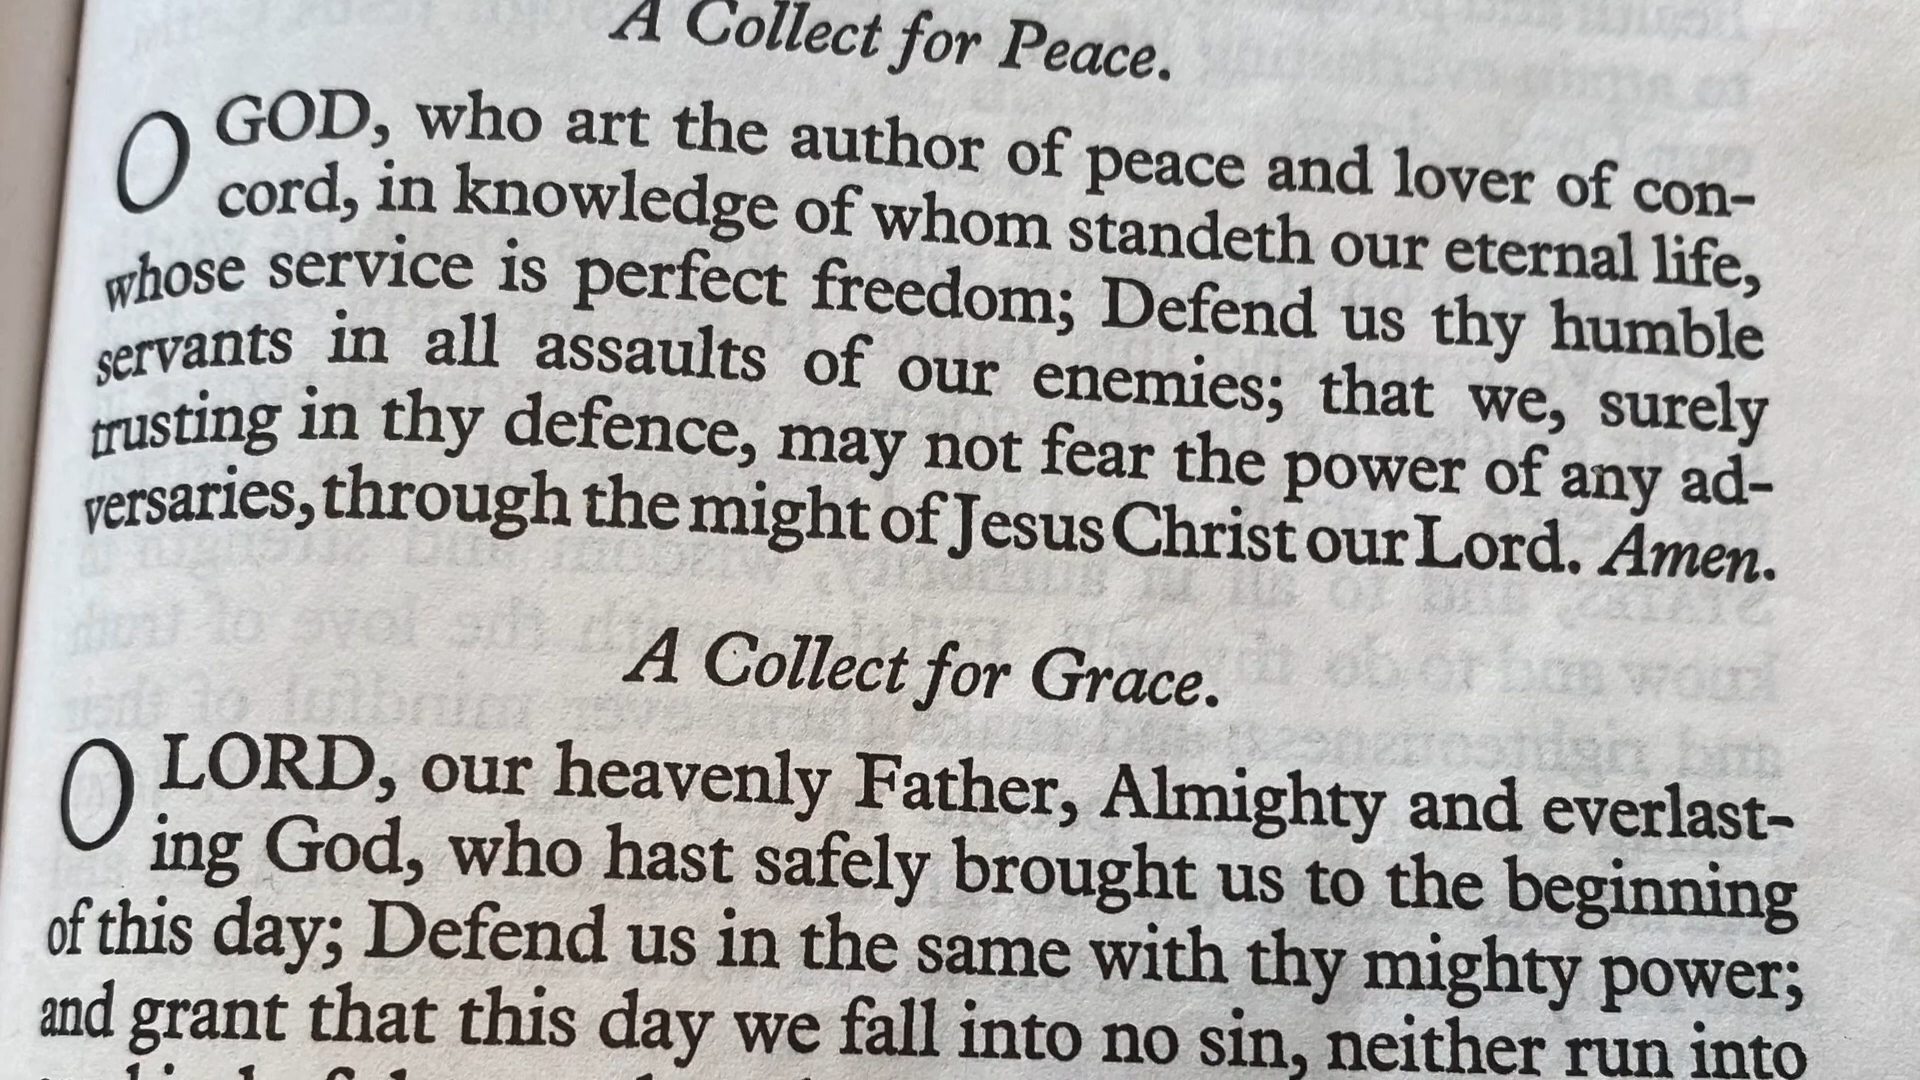 A Collect for Peace.
O GOD, who art the author of peace and lover of con-
cord, in knowledge of whom standeth our eternal life,
whose service is perfect freedom; Defend us thy humble
servants in all assaults of our enemies; that we, surely
trusting in thy defence, may not fear the power of any ad-
versaries, through the might of Jesus Christ our Lord. Amen.
A Collect for Grace.
O LORD, our heavenly Father, Almighty and everlast-
ing God, who hast safely brought us to the beginning
of this day; Defend us in the same with thy mighty power;
and grant that this day we fall into no sin, neither run into